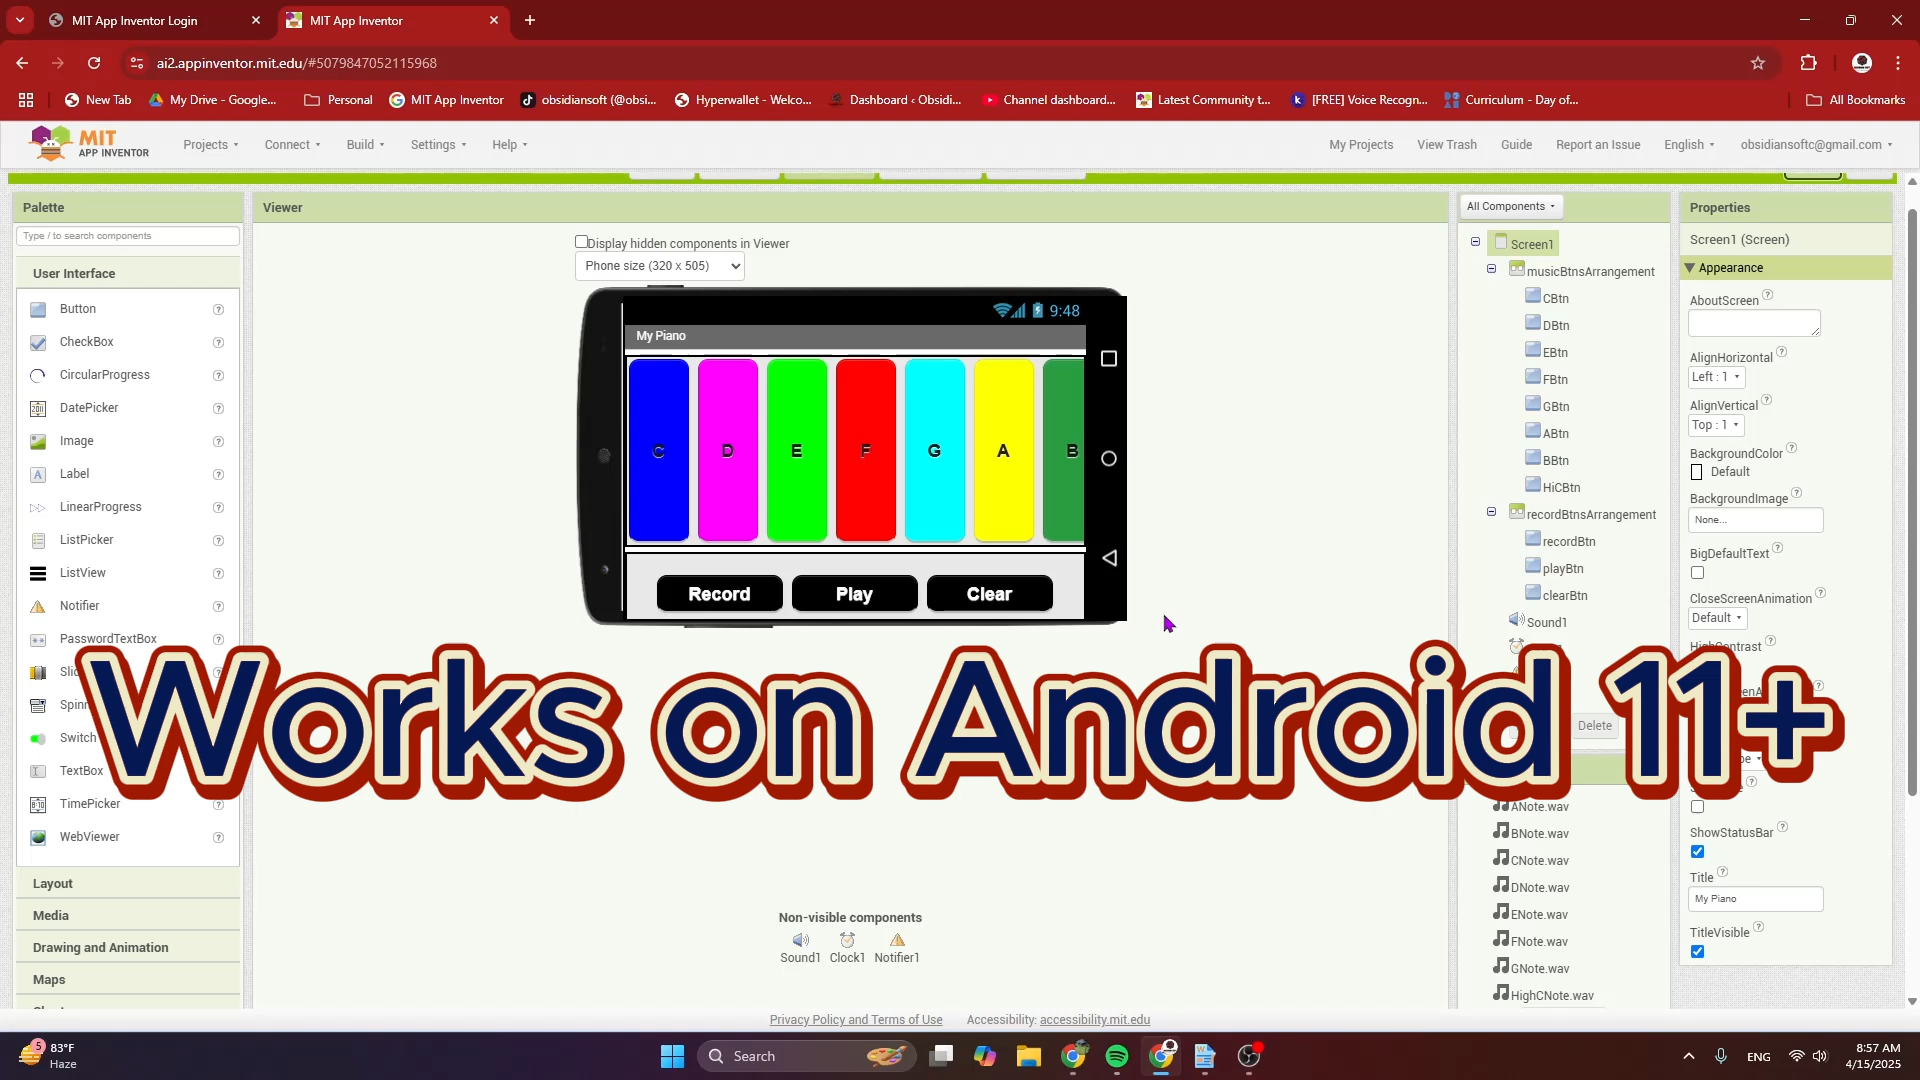 MIT App Inventor Login
MIT App Inventor
ai2.appinventor.mit.edu/#5079847052115968
New Tab
My Drive - Google...
Personal
MIT App Inventor
obsidiansoft (@obsi...
Hyperwallet - Welco...
Dashboard ‹ Obsidi...
Channel dashboard...
Latest Community t...
[FREE] Voice Recogn...
Curriculum - Day of...
All Bookmarks
MIT
APP INVENTOR
Projects
Connect
Build
Settings
Help
My Projects
View Trash
Guide
Report an Issue
English
obsidiansoftc@gmail.com
Palette
Type / to search components
User Interface
Button
CheckBox
CircularProgress
DatePicker
Image
Label
LinearProgress
ListPicker
ListView
Notifier
PasswordTextBox
Switch
TextBox
TimePicker
WebViewer
Layout
Media
Drawing and Animation
Maps
Viewer
Display hidden components in Viewer
Phone size (320 x 505)
9:48
My Piano
C D E F G A B
Record Play Clear
Works on Android 11+
Non-visible components
Sound1 Clock1 Notifier1
All Components
Screen1
musicBtnsArrangement
CBtn
DBtn
EBtn
FBtn
GBtn
ABtn
BBtn
HiCBtn
recordBtnsArrangement
recordBtn
playBtn
clearBtn
Sound1
Delete
ANote.wav
BNote.wav
CNote.wav
DNote.wav
ENote.wav
FNote.wav
GNote.wav
HighCNote.wav
Properties
Screen1 (Screen)
Appearance
AboutScreen
AlignHorizontal
Left : 1
AlignVertical
Top : 1
BackgroundColor
Default
BackgroundImage
None...
BigDefaultText
CloseScreenAnimation
Default
HighContrast
ShowStatusBar
Title
My Piano
TitleVisible
Privacy Policy and Terms of Use
Accessibility: accessibility.mit.edu
5
83°F
Haze
Search
ENG
8:57 AM
4/15/2025